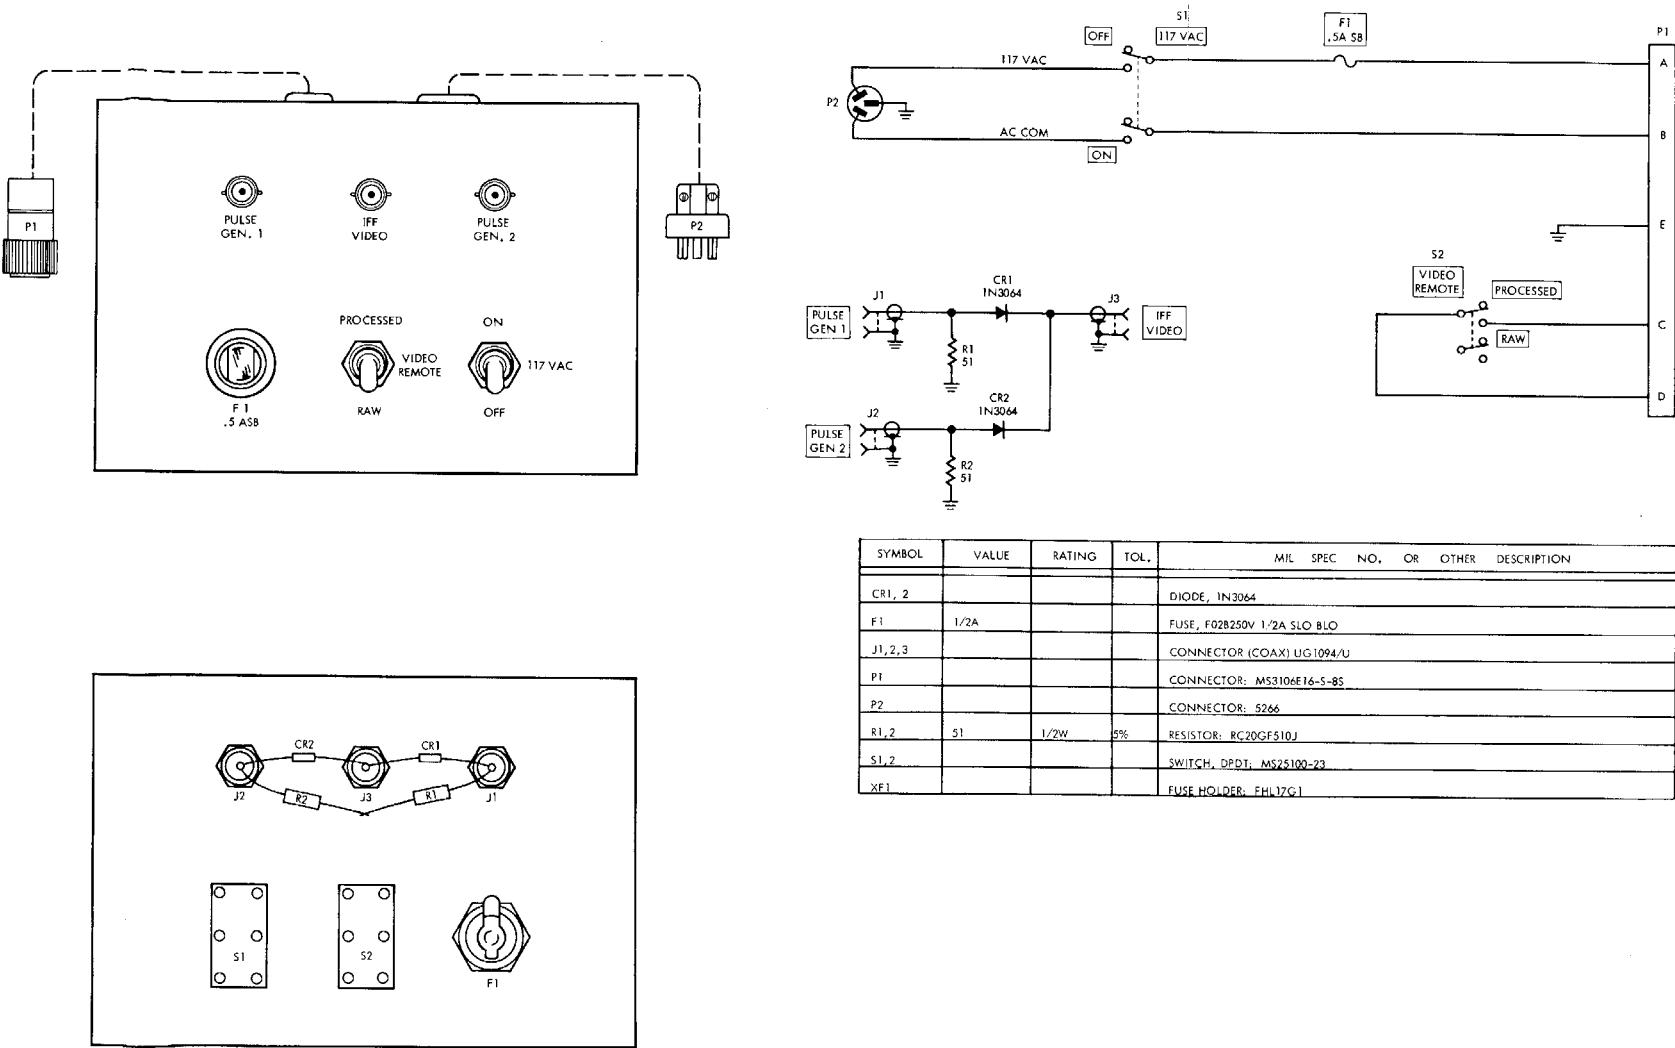 P1
PULSE
GEN. 1
IFF
VIDEO
PULSE
GEN. 2
P2
F1
.5 ASB
PROCESSED
VIDEO
REMOTE
RAW
ON
117 VAC
OFF
S1
OFF
117 VAC
F1
.5A SB
P1
117 VAC
A
P2
AC COM
B
ON
E
S2
VIDEO
REMOTE
PROCESSED
C
RAW
D
CR1
1N3064
J1
J3
PULSE
GEN 1
IFF
VIDEO
R1
51
CR2
1N3064
J2
PULSE
GEN 2
R2
51
SYMBOL VALUE RATING TOL. MIL SPEC NO. OR OTHER DESCRIPTION
CR1, 2 DIODE, 1N3064
F1 1/2A FUSE, F02B250V 1/2A SLO BLO
J1,2,3 CONNECTOR (COAX) UG1094/U
P1 CONNECTOR: MS3106E16-S-8S
P2 CONNECTOR: 5266
R1,2 51 1/2W 5% RESISTOR: RC20GF510J
S1,2 SWITCH, DPDT: MS25100-23
XF1 FUSE HOLDER: FHL17G1
CR2
CR1
J2
R2
J3
R1
J1
S1
S2
F1